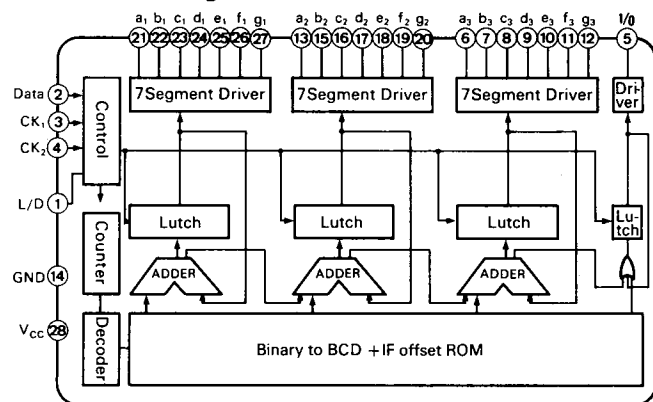 a₁ b₁ c₁ d₁ e₁ f₁ g₁ a₂ b₂ c₂ d₂ e₂ f₂ g₂ a₃ b₃ c₃ d₃ e₃ f₃ g₃ 1/0
21 22 23 24 25 26 27 13 15 16 17 18 19 20 6 7 8 9 10 11 12 5
7Segment Driver 7Segment Driver 7Segment Driver Dri-
ver
Data 2
CK₁ 3
CK₂ 4
L/D 1
Control
Lutch Lutch Lutch Lu-
tch
Counter
GND 14
ADDER ADDER ADDER
VCC 28
Decoder
Binary to BCD +IF offset ROM